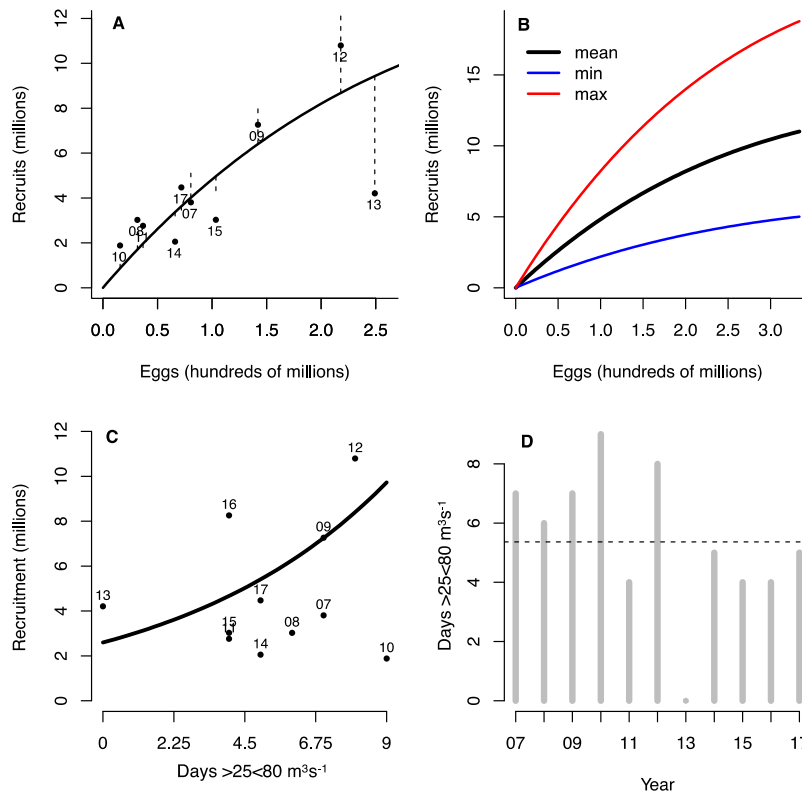 A
12
10
8
6
4
2
0
Recruits (millions)
12
09
17
07
13
08
11
10
14
15
0.0 0.5 1.0 1.5 2.0 2.5
Eggs (hundreds of millions)
B
mean
min
max
15
10
5
0
Recruits (millions)
0.0 0.5 1.0 1.5 2.0 2.5 3.0
Eggs (hundreds of millions)
C
12
10
8
6
4
2
0
Recruitment (millions)
12
16
09
13
17
07
15
11
08
14
10
0 2.25 4.5 6.75 9
Days >25<80 m³s⁻¹
D
8
6
4
2
0
Days >25<80 m³s⁻¹
07 09 11 13 15 17
Year